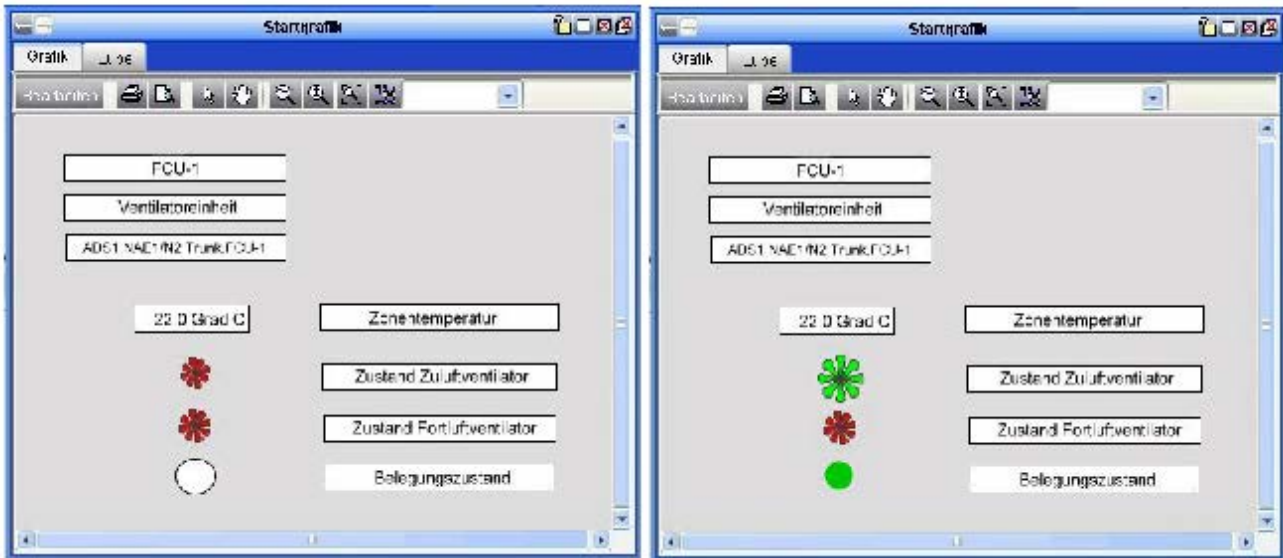 Startgrafik
Grafik
Bearbeiten
FCU-1
Ventilatoreinheit
ADS1.NAE1/N2 Trunk.FCU-1
22.0 Grad C
Zonentemperatur
Zustand Zuluftventilator
Zustand Fortluftventilator
Belegungszustand
Startgrafik
Grafik
Bearbeiten
FCU-1
Ventilatoreinheit
ADS1.NAE1/N2 Trunk.FCU-1
22.0 Grad C
Zonentemperatur
Zustand Zuluftventilator
Zustand Fortluftventilator
Belegungszustand